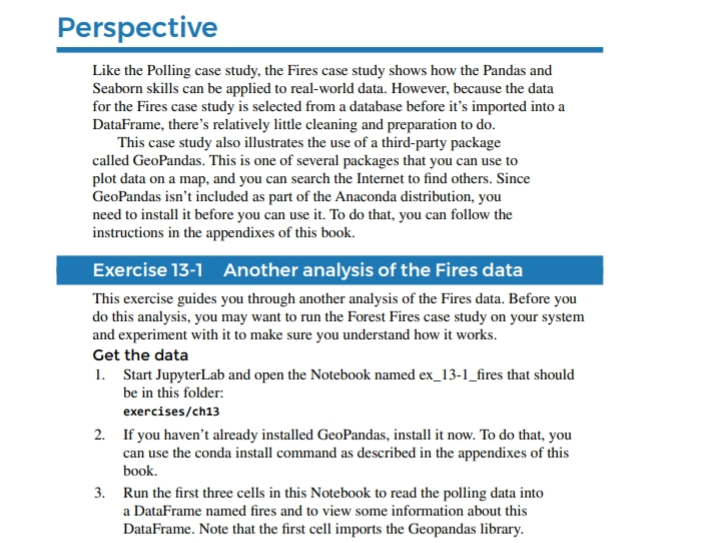 Perspective
Like the Polling case study, the Fires case study shows how the Pandas and
Seaborn skills can be applied to real-world data. However, because the data
for the Fires case study is selected from a database before it's imported into a
DataFrame, there's relatively little cleaning and preparation to do.
This case study also illustrates the use of a third-party package
called GeoPandas. This is one of several packages that you can use to
plot data on a map, and you can search the Internet to find others. Since
GeoPandas isn't included as part of the Anaconda distribution, you
need to install it before you can use it. To do that, you can follow the
instructions in the appendixes of this book.
Exercise 13-1 Another analysis of the Fires data
This exercise guides you through another analysis of the Fires data. Before you
do this analysis, you may want to run the Forest Fires case study on your system
and experiment with it to make sure you understand how it works.
Get the data
1. Start JupyterLab and open the Notebook named ex_13-1_fires that should
be in this folder:
exercises/ch13
2. If you haven't already installed GeoPandas, install it now. To do that, you
can use the conda install command as described in the appendixes of this
book.
3. Run the first three cells in this Notebook to read the polling data into
a DataFrame named fires and to view some information about this
DataFrame. Note that the first cell imports the Geopandas library.